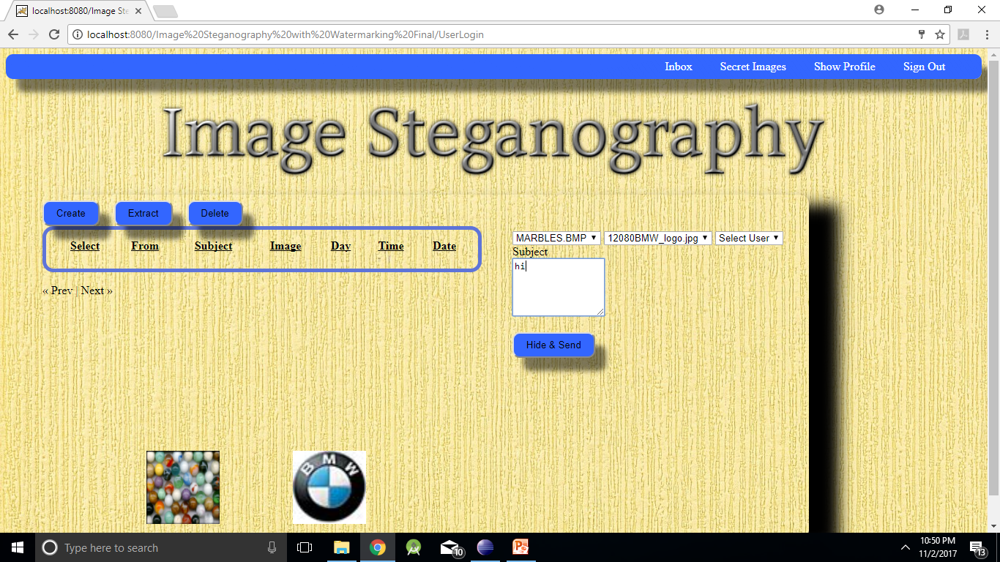 localhost:8080/Image Ste
localhost:8080/Image%20Steganography%20with%20Watermarking%20Final/UserLogin
Inbox Secret Images Show Profile Sign Out
Image Steganography
Create Extract Delete
Select From Subject Image Day Time Date
« Prev | Next »
MARBLES.BMP 12080BMW_logo.jpg Select User
Subject
hi
Hide & Send
BMW
Type here to search
10
10:50 PM
11/2/2017
13